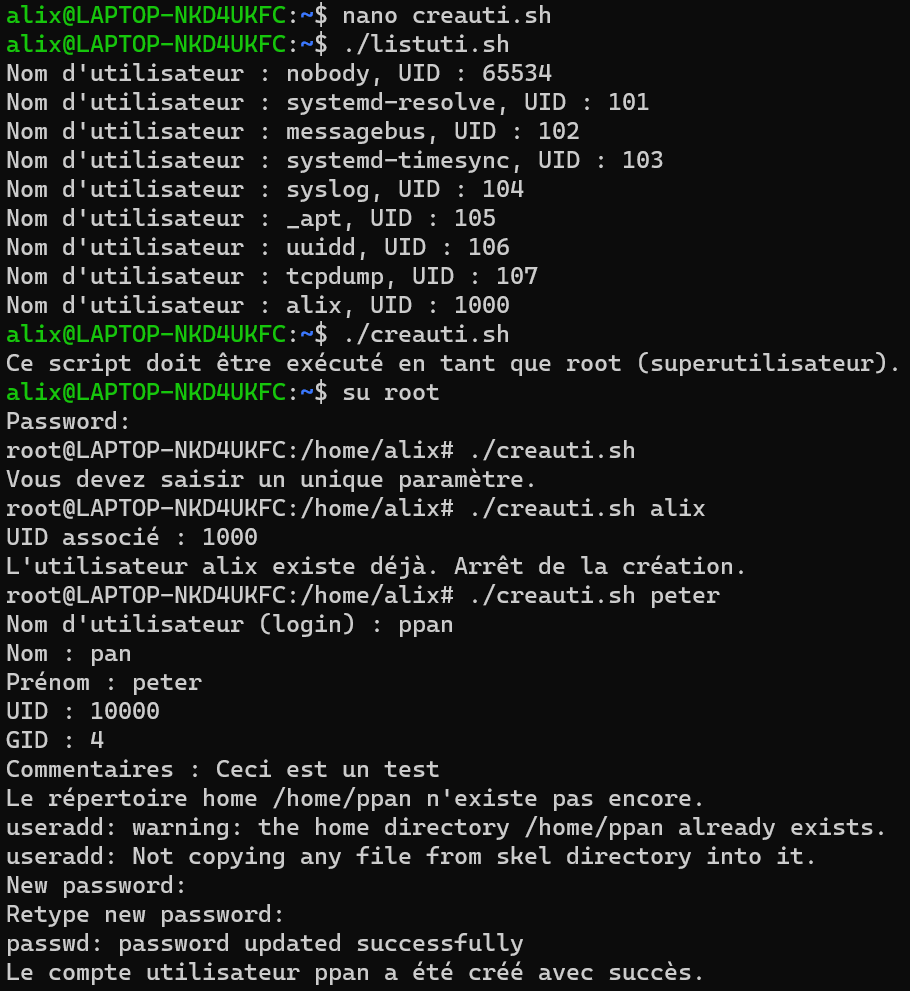 alix@LAPTOP-NKD4UKFC:~$ nano creauti.sh
alix@LAPTOP-NKD4UKFC:~$ ./listuti.sh
Nom d'utilisateur : nobody, UID : 65534
Nom d'utilisateur : systemd-resolve, UID : 101
Nom d'utilisateur : messagebus, UID : 102
Nom d'utilisateur : systemd-timesync, UID : 103
Nom d'utilisateur : syslog, UID : 104
Nom d'utilisateur : _apt, UID : 105
Nom d'utilisateur : uuidd, UID : 106
Nom d'utilisateur : tcpdump, UID : 107
Nom d'utilisateur : alix, UID : 1000
alix@LAPTOP-NKD4UKFC:~$ ./creauti.sh
Ce script doit être exécuté en tant que root (superutilisateur).
alix@LAPTOP-NKD4UKFC:~$ su root
Password:
root@LAPTOP-NKD4UKFC:/home/alix# ./creauti.sh
Vous devez saisir un unique paramètre.
root@LAPTOP-NKD4UKFC:/home/alix# ./creauti.sh alix
UID associé : 1000
L'utilisateur alix existe déjà. Arrêt de la création.
root@LAPTOP-NKD4UKFC:/home/alix# ./creauti.sh peter
Nom d'utilisateur (login) : ppan
Nom : pan
Prénom : peter
UID : 10000
GID : 4
Commentaires : Ceci est un test
Le répertoire home /home/ppan n'existe pas encore.
useradd: warning: the home directory /home/ppan already exists.
useradd: Not copying any file from skel directory into it.
New password:
Retype new password:
passwd: password updated successfully
Le compte utilisateur ppan a été créé avec succès.